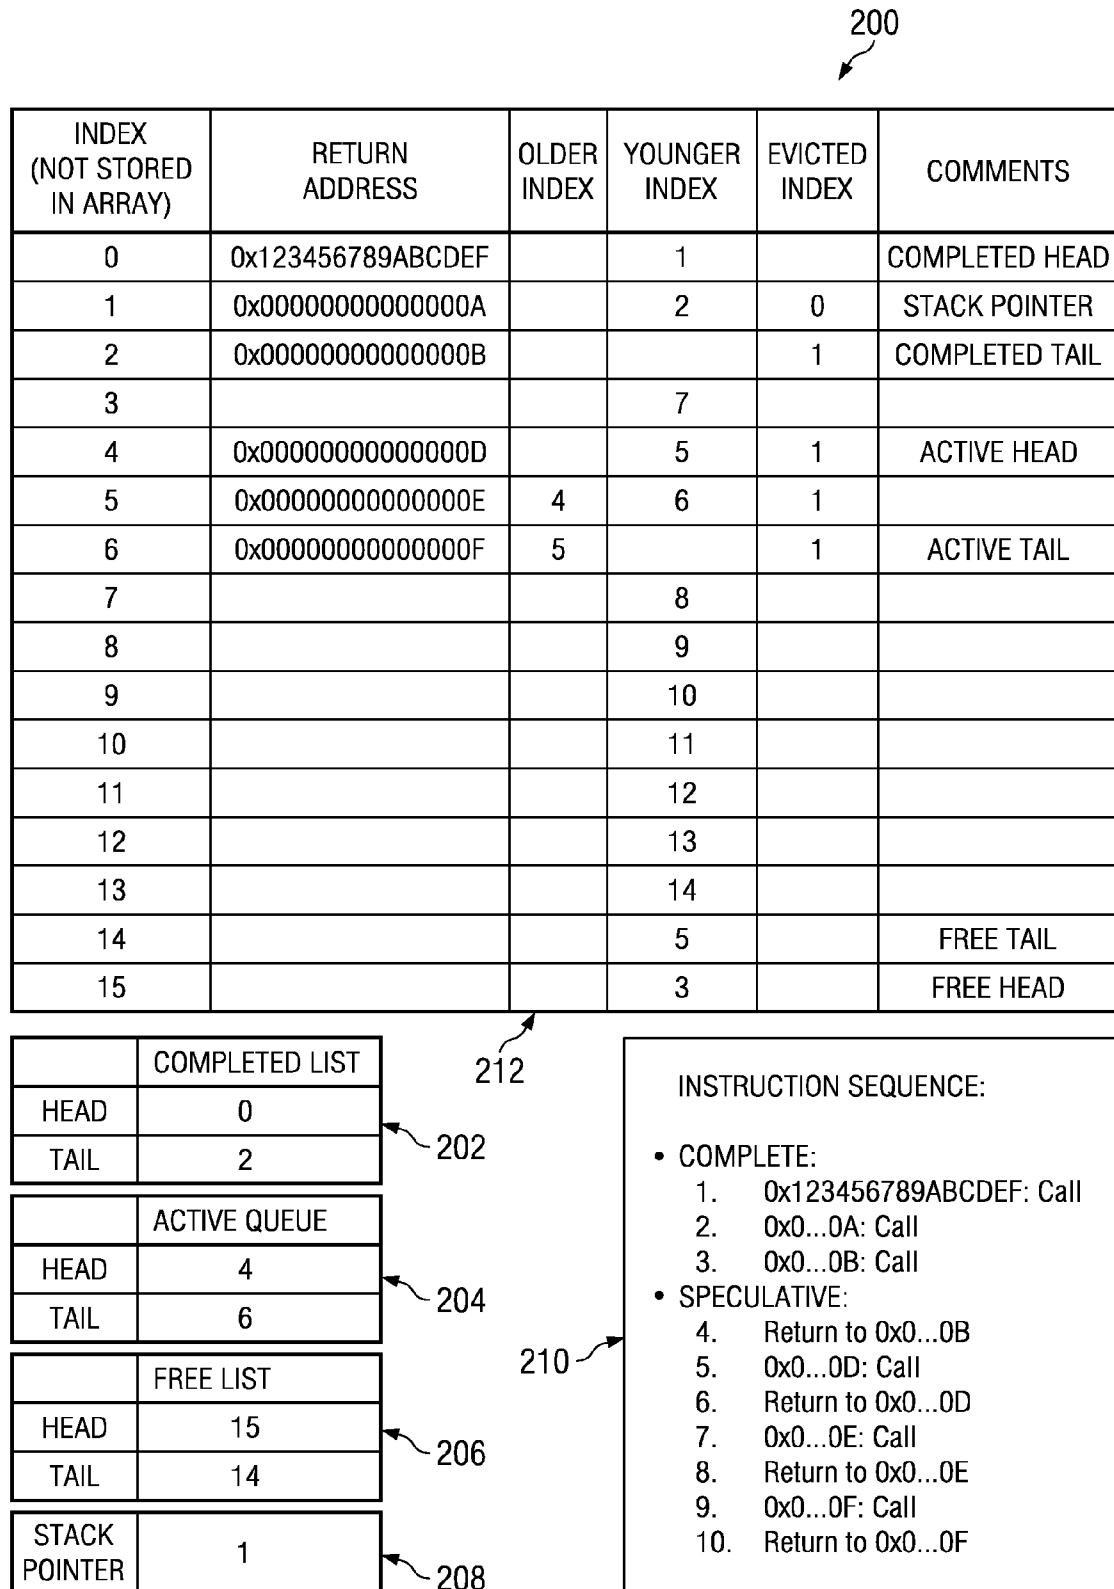 200
INDEX (NOT STORED IN ARRAY) RETURN ADDRESS OLDER INDEX YOUNGER INDEX EVICTED INDEX COMMENTS
0 0x123456789ABCDEF 1 COMPLETED HEAD
1 0x00000000000000A 2 0 STACK POINTER
2 0x00000000000000B 1 COMPLETED TAIL
3 7
4 0x00000000000000D 5 1 ACTIVE HEAD
5 0x00000000000000E 4 6 1
6 0x00000000000000F 5 1 ACTIVE TAIL
7 8
8 9
9 10
10 11
11 12
12 13
13 14
14 5 FREE TAIL
15 3 FREE HEAD
212
COMPLETED LIST
HEAD 0
TAIL 2
202
ACTIVE QUEUE
HEAD 4
TAIL 6
204
FREE LIST
HEAD 15
TAIL 14
206
STACK POINTER 1
208
210
INSTRUCTION SEQUENCE:
• COMPLETE:
1. 0x123456789ABCDEF: Call
2. 0x0...0A: Call
3. 0x0...0B: Call
• SPECULATIVE:
4. Return to 0x0...0B
5. 0x0...0D: Call
6. Return to 0x0...0D
7. 0x0...0E: Call
8. Return to 0x0...0E
9. 0x0...0F: Call
10. Return to 0x0...0F